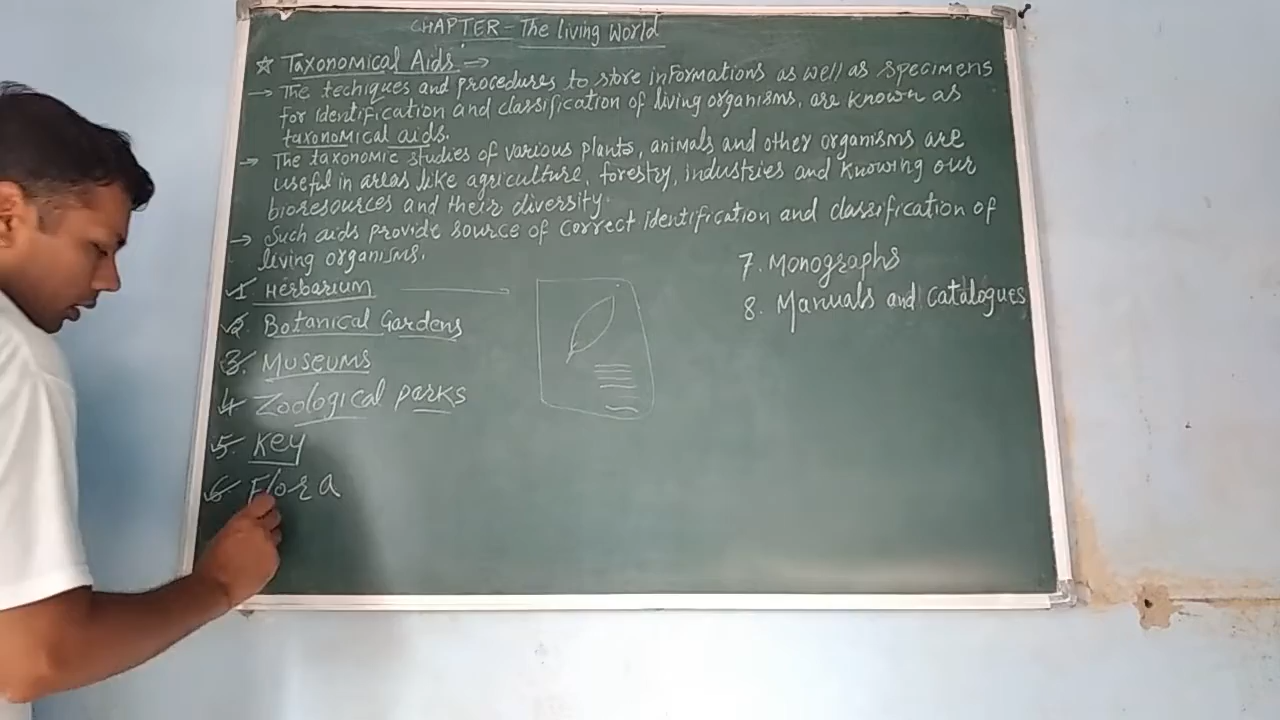 CHAPTER - The Living World
☆ Taxonomical Aids :→
→ The techiques and procedures to store informations as well as specimens
for identification and classification of living organisms, are known as
taxonomical aids.
→ The taxonomic studies of various plants, animals and other organisms are
useful in areas like agriculture, forestry, industries and knowing our
bioresources and their diversity.
→ Such aids provide source of correct identification and classification of
living organisms.
1 Herbarium
2. Botanical Gardens
3. Museums
4. Zoological parks
5. Key
6. Flora
7. Monographs
8. Manuals and Catalogues